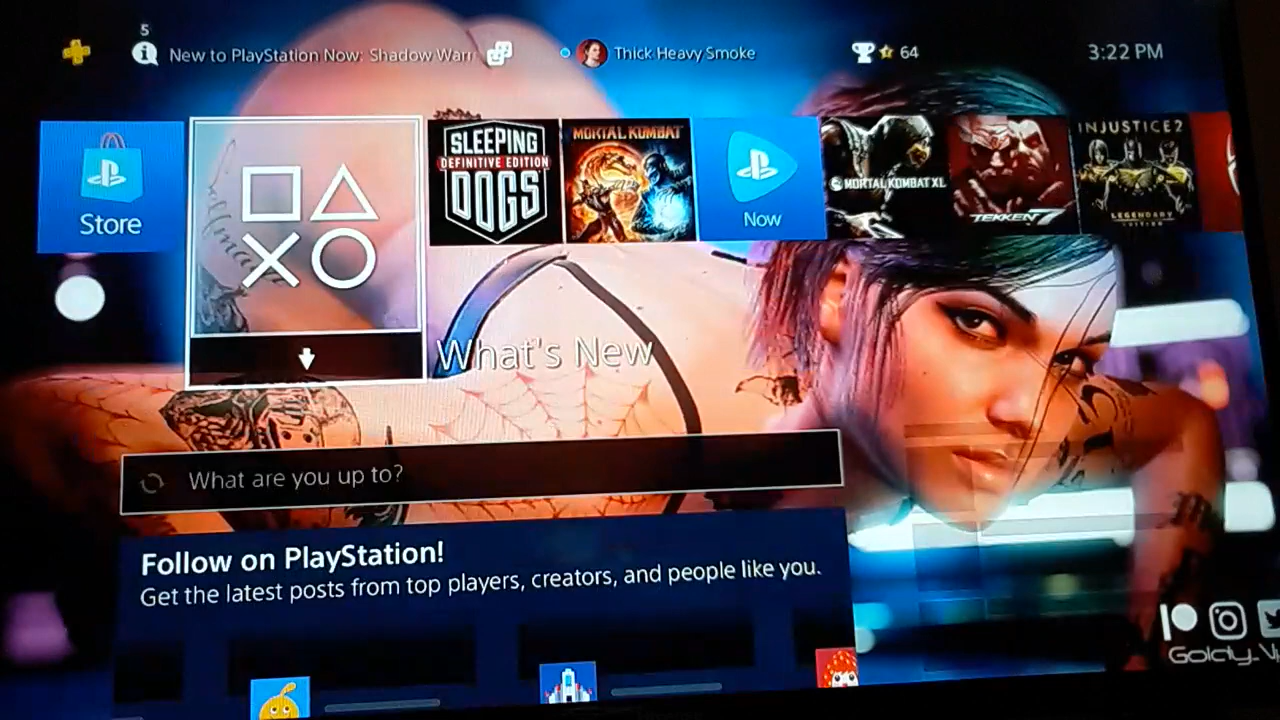 5
New to PlayStation Now: Shadow Warr
Thick Heavy Smoke
64
3:22 PM
Store
SLEEPING
DEFINITIVE EDITION
DOGS
MORTAL KOMBAT
Now
MORTAL KOMBAT XL
TEKKEN 7
INJUSTICE 2
LEGENDARY
EDITION
What's New
What are you up to?
Follow on PlayStation!
Get the latest posts from top players, creators, and people like you.